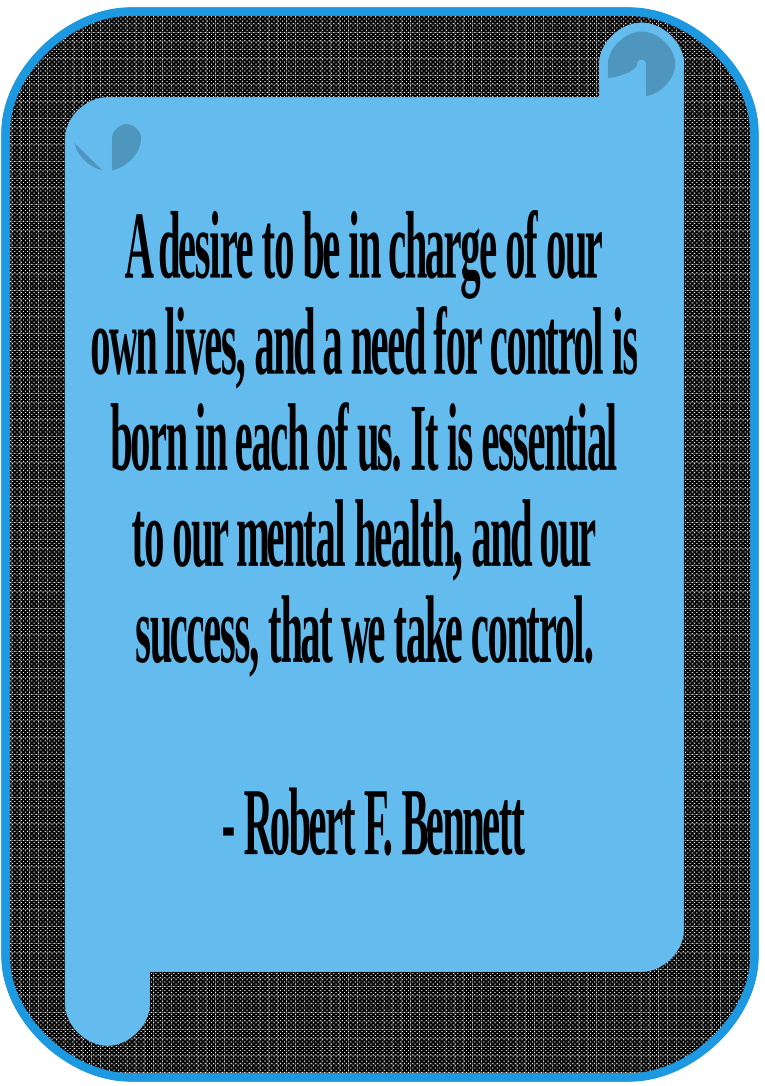 A desire to be in charge of our
own lives, and a need for control is
born in each of us. It is essential
to our mental health, and our
success, that we take control.
- Robert F. Bennett